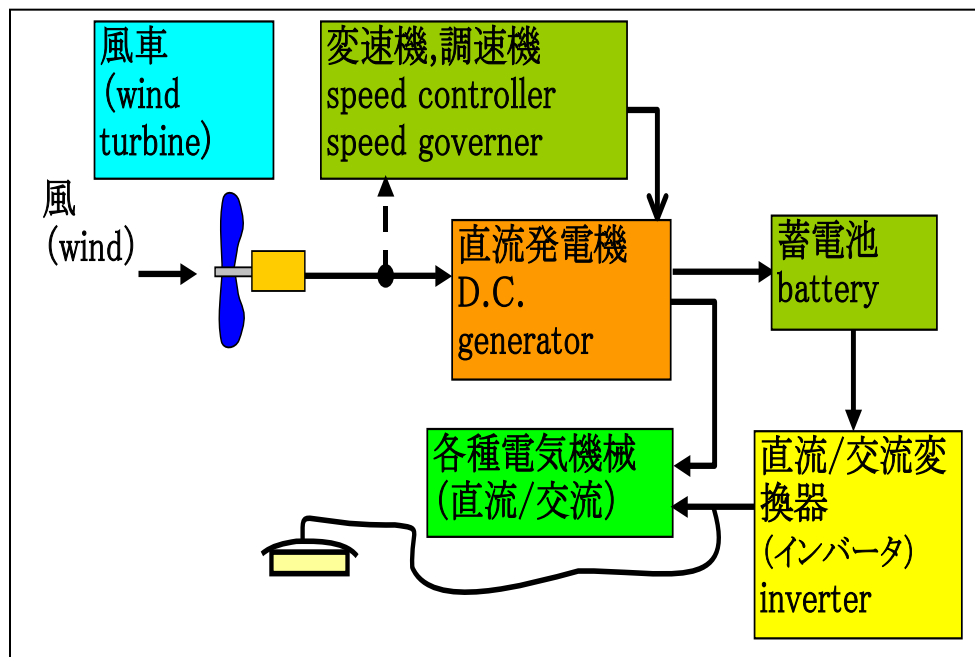 風車
(wind
turbine)
変速機,調速機
speed controller
speed governer
風
(wind)
直流発電機
D.C.
generator
蓄電池
battery
各種電気機械
(直流/交流)
直流/交流変
換器
(インバータ)
inverter